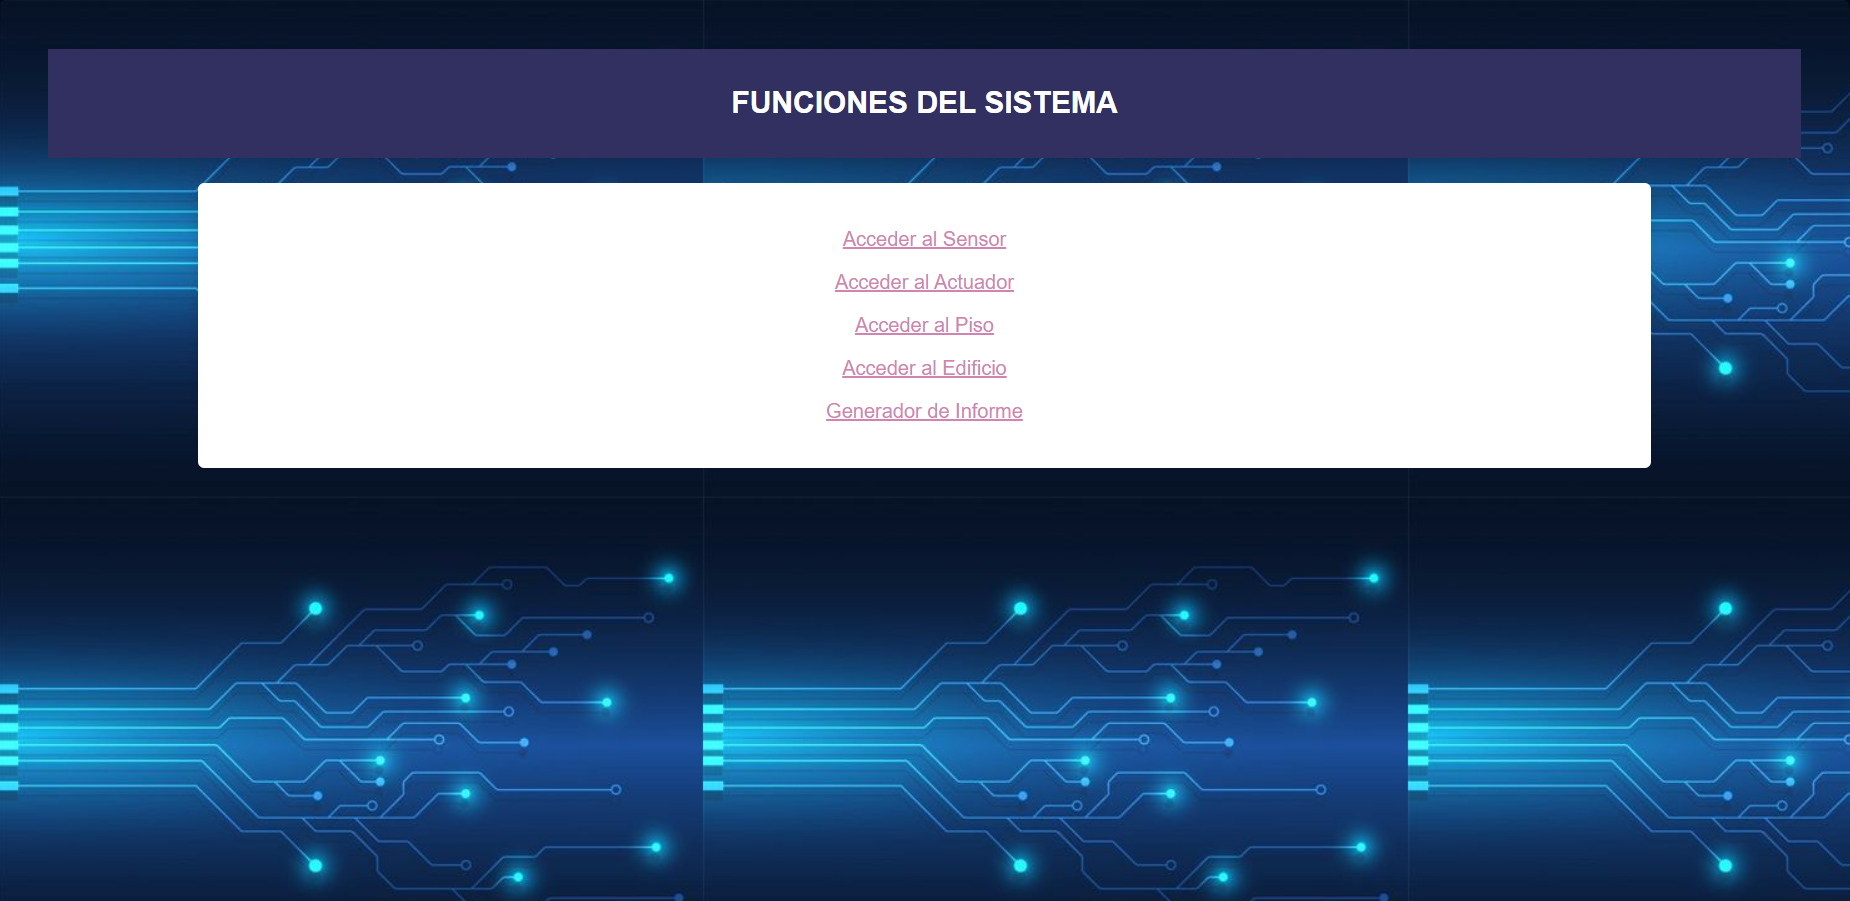 FUNCIONES DEL SISTEMA
Acceder al Sensor
Acceder al Actuador
Acceder al Piso
Acceder al Edificio
Generador de Informe